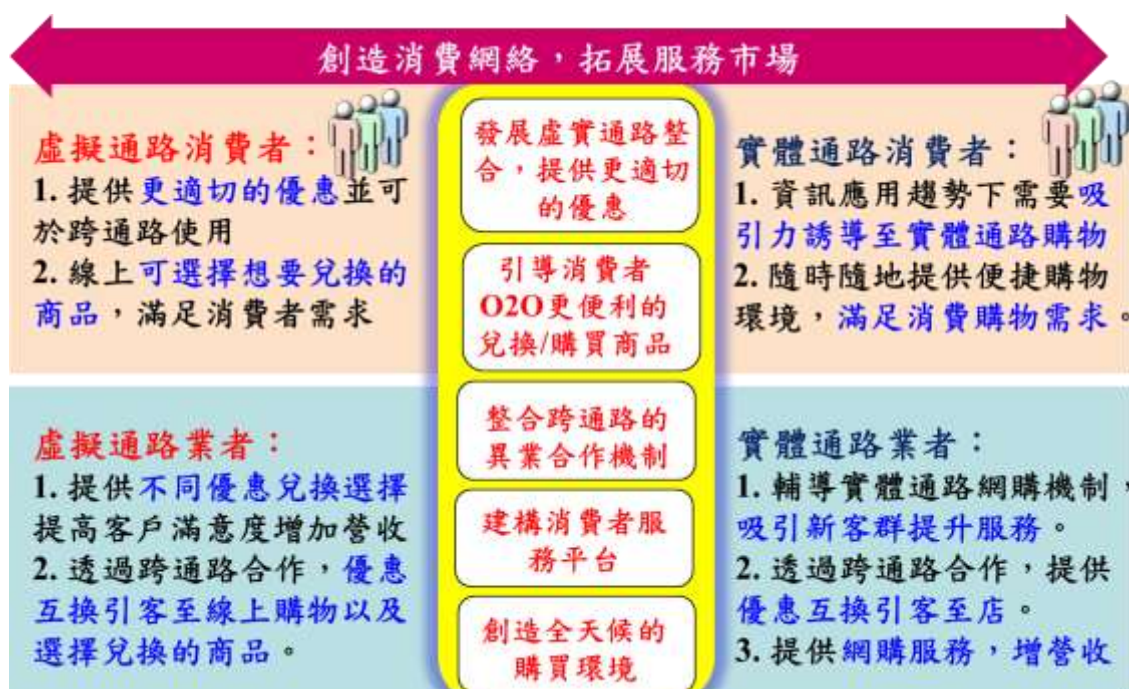 創造消費網絡，拓展服務市場
虛擬通路消費者：
1. 提供更適切的優惠並可
於跨通路使用
2. 線上可選擇想要兌換的
商品，滿足消費者需求
發展虛實通路整
合，提供更適切
的優惠
引導消費者
O2O更便利的
兌換/購買商品
整合跨通路的
異業合作機制
建構消費者服
務平台
創造全天候的
購買環境
實體通路消費者：
1. 資訊應用趨勢下需要吸
引力誘導至實體通路購物
2. 隨時隨地提供便捷購物
環境，滿足消費購物需求。
虛擬通路業者：
1. 提供不同優惠兌換選擇
提高客戶滿意度增加營收
2. 透過跨通路合作，優惠
互換引客至線上購物以及
選擇兌換的商品。
實體通路業者：
1. 輔導實體通路網購機制，
吸引新客群提升服務。
2. 透過跨通路合作，提供
優惠互換引客至店。
3. 提供網購服務，增營收